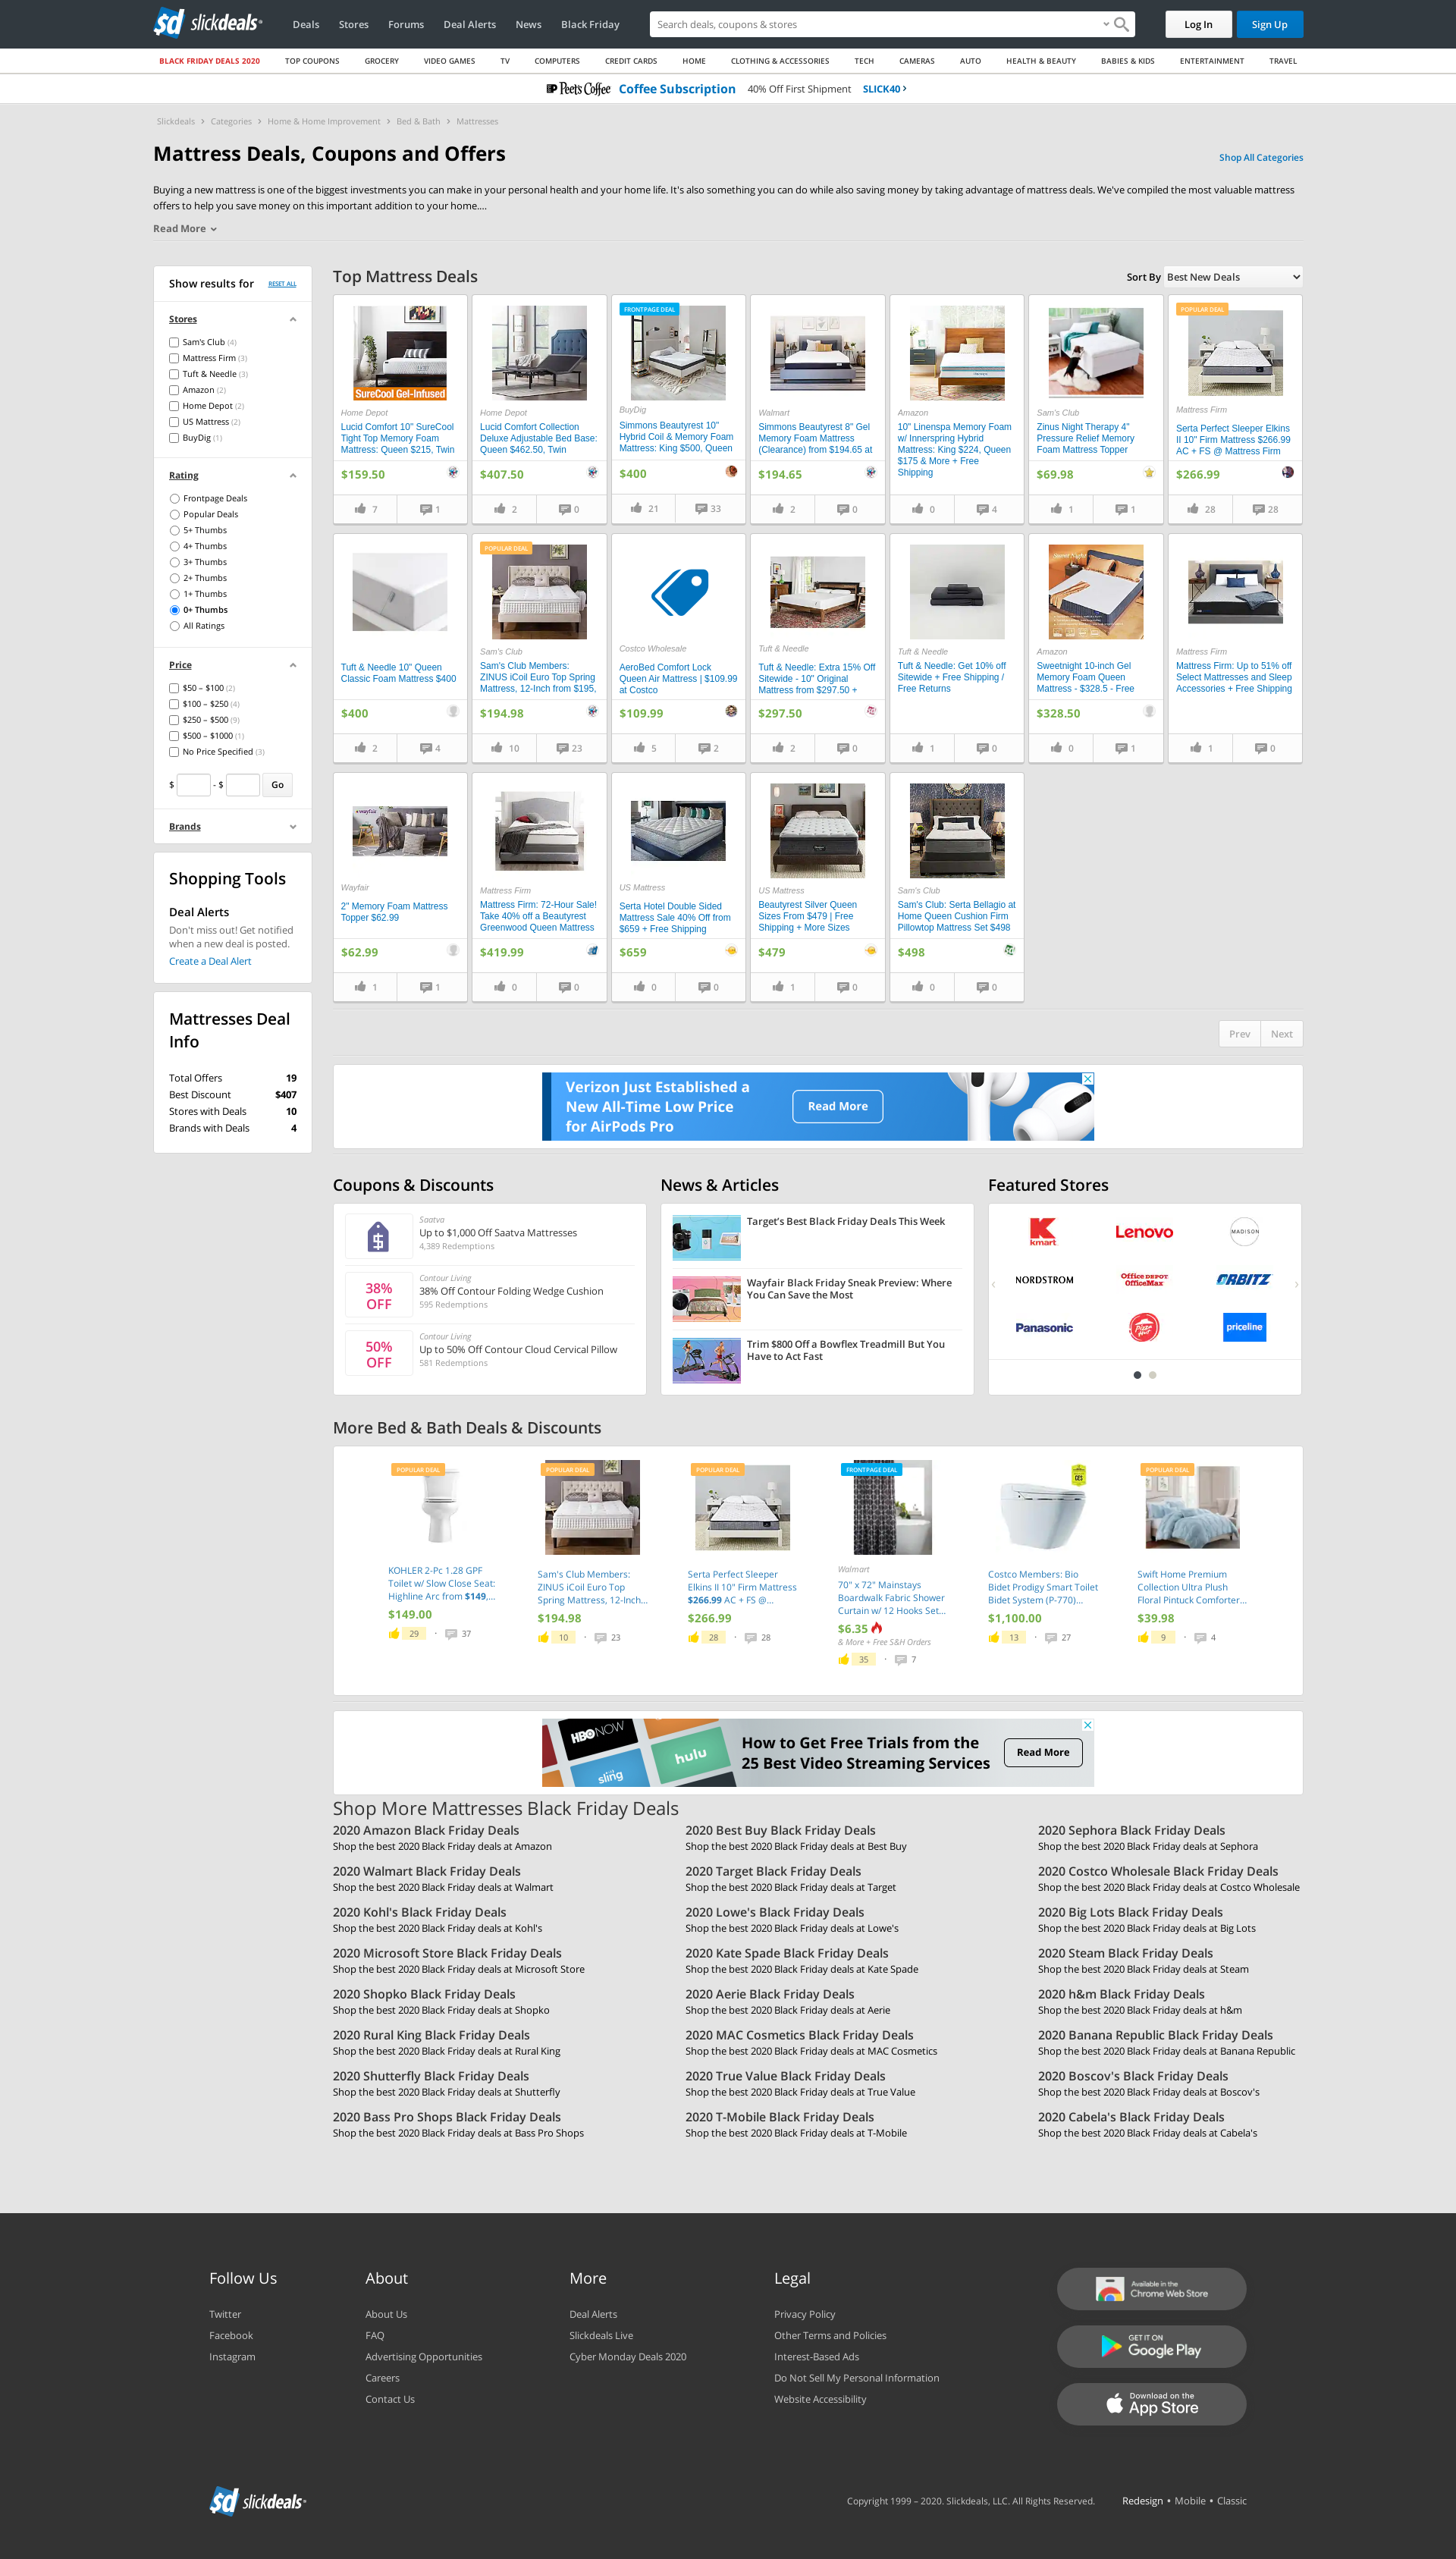 slickdeals
Deals Stores Forums Deal Alerts News Black Friday
Search deals, coupons & stores
Log In Sign Up
BLACK FRIDAY DEALS 2020 TOP COUPONS GROCERY VIDEO GAMES TV COMPUTERS CREDIT CARDS HOME CLOTHING & ACCESSORIES TECH CAMERAS AUTO HEALTH & BEAUTY BABIES & KIDS ENTERTAINMENT TRAVEL
Peet's Coffee Coffee Subscription 40% Off First Shipment SLICK40 ›
Slickdeals › Categories › Home & Home Improvement › Bed & Bath › Mattresses
Mattress Deals, Coupons and Offers
Shop All Categories
Buying a new mattress is one of the biggest investments you can make in your personal health and your home life. It's also something you can do while also saving money by taking advantage of mattress deals. We've compiled the most valuable mattress
offers to help you save money on this important addition to your home....
Read More
Show results for RESET ALL
Stores
Sam's Club (4)
Mattress Firm (3)
Tuft & Needle (3)
Amazon (2)
Home Depot (2)
US Mattress (2)
BuyDig (1)
Rating
Frontpage Deals
Popular Deals
5+ Thumbs
4+ Thumbs
3+ Thumbs
2+ Thumbs
1+ Thumbs
0+ Thumbs
All Ratings
Price
$50 – $100 (2)
$100 – $250 (4)
$250 – $500 (9)
$500 – $1000 (1)
No Price Specified (3)
$ - $ Go
Brands
Shopping Tools
Deal Alerts
Don't miss out! Get notified
when a new deal is posted.
Create a Deal Alert
Mattresses Deal
Info
Total Offers 19
Best Discount $407
Stores with Deals 10
Brands with Deals 4
Top Mattress Deals
Sort By Best New Deals
SureCool Gel-Infused
Home Depot
Lucid Comfort 10" SureCool
Tight Top Memory Foam
Mattress: Queen $215, Twin
$159.50
7 1
Home Depot
Lucid Comfort Collection
Deluxe Adjustable Bed Base:
Queen $462.50, Twin
$407.50
2 0
FRONTPAGE DEAL
BuyDig
Simmons Beautyrest 10"
Hybrid Coil & Memory Foam
Mattress: King $500, Queen
$400
21 33
Walmart
Simmons Beautyrest 8" Gel
Memory Foam Mattress
(Clearance) from $194.65 at
$194.65
2 0
Amazon
10" Linenspa Memory Foam
w/ Innerspring Hybrid
Mattress: King $224, Queen
$175 & More + Free
Shipping
0 4
Sam's Club
Zinus Night Therapy 4"
Pressure Relief Memory
Foam Mattress Topper
$69.98
1 1
POPULAR DEAL
Mattress Firm
Serta Perfect Sleeper Elkins
II 10" Firm Mattress $266.99
AC + FS @ Mattress Firm
$266.99
28 28
Tuft & Needle 10" Queen
Classic Foam Mattress $400
$400
2 4
POPULAR DEAL
Sam's Club
Sam's Club Members:
ZINUS iCoil Euro Top Spring
Mattress, 12-Inch from $195,
$194.98
10 23
Costco Wholesale
AeroBed Comfort Lock
Queen Air Mattress | $109.99
at Costco
$109.99
5 2
Tuft & Needle
Tuft & Needle: Extra 15% Off
Sitewide - 10" Original
Mattress from $297.50 +
$297.50
2 0
Tuft & Needle
Tuft & Needle: Get 10% off
Sitewide + Free Shipping /
Free Returns
1 0
Sweet Night
Amazon
Sweetnight 10-inch Gel
Memory Foam Queen
Mattress - $328.5 - Free
$328.50
0 1
Mattress Firm
Mattress Firm: Up to 51% off
Select Mattresses and Sleep
Accessories + Free Shipping
1 0
wayfair
Wayfair
2" Memory Foam Mattress
Topper $62.99
$62.99
1 1
Mattress Firm
Mattress Firm: 72-Hour Sale!
Take 40% off a Beautyrest
Greenwood Queen Mattress
$419.99
0 0
US Mattress
Serta Hotel Double Sided
Mattress Sale 40% Off from
$659 + Free Shipping
$659
0 0
US Mattress
Beautyrest Silver Queen
Sizes From $479 | Free
Shipping + More Sizes
$479
1 0
Sam's Club
Sam's Club: Serta Bellagio at
Home Queen Cushion Firm
Pillowtop Mattress Set $498
$498
0 0
Prev Next
Verizon Just Established a
New All-Time Low Price
for AirPods Pro
Read More
Coupons & Discounts
Saatva
Up to $1,000 Off Saatva Mattresses
4,389 Redemptions
38%
OFF
Contour Living
38% Off Contour Folding Wedge Cushion
595 Redemptions
50%
OFF
Contour Living
Up to 50% Off Contour Cloud Cervical Pillow
581 Redemptions
News & Articles
Target's Best Black Friday Deals This Week
Wayfair Black Friday Sneak Preview: Where
You Can Save the Most
Trim $800 Off a Bowflex Treadmill But You
Have to Act Fast
Featured Stores
kmart Lenovo MADISON
NORDSTROM Office DEPOT OfficeMax ORBITZ
Panasonic Pizza Hut priceline
More Bed & Bath Deals & Discounts
POPULAR DEAL
KOHLER 2-Pc 1.28 GPF
Toilet w/ Slow Close Seat:
Highline Arc from $149,...
$149.00
29 · 37
POPULAR DEAL
Sam's Club Members:
ZINUS iCoil Euro Top
Spring Mattress, 12-Inch...
$194.98
10 · 23
POPULAR DEAL
Serta Perfect Sleeper
Elkins II 10" Firm Mattress
$266.99 AC + FS @...
$266.99
28 · 28
FRONTPAGE DEAL
Walmart
70" x 72" Mainstays
Boardwalk Fabric Shower
Curtain w/ 12 Hooks Set...
$6.35
& More + Free S&H Orders
35 · 7
Costco Members: Bio
Bidet Prodigy Smart Toilet
Bidet System (P-770)...
$1,100.00
13 · 27
POPULAR DEAL
Swift Home Premium
Collection Ultra Plush
Floral Pintuck Comforter...
$39.98
9 · 4
HBO NOW hulu sling
How to Get Free Trials from the
25 Best Video Streaming Services
Read More
Shop More Mattresses Black Friday Deals
2020 Amazon Black Friday Deals 2020 Best Buy Black Friday Deals 2020 Sephora Black Friday Deals
Shop the best 2020 Black Friday deals at Amazon Shop the best 2020 Black Friday deals at Best Buy Shop the best 2020 Black Friday deals at Sephora
2020 Walmart Black Friday Deals 2020 Target Black Friday Deals 2020 Costco Wholesale Black Friday Deals
Shop the best 2020 Black Friday deals at Walmart Shop the best 2020 Black Friday deals at Target Shop the best 2020 Black Friday deals at Costco Wholesale
2020 Kohl's Black Friday Deals 2020 Lowe's Black Friday Deals 2020 Big Lots Black Friday Deals
Shop the best 2020 Black Friday deals at Kohl's Shop the best 2020 Black Friday deals at Lowe's Shop the best 2020 Black Friday deals at Big Lots
2020 Microsoft Store Black Friday Deals 2020 Kate Spade Black Friday Deals 2020 Steam Black Friday Deals
Shop the best 2020 Black Friday deals at Microsoft Store Shop the best 2020 Black Friday deals at Kate Spade Shop the best 2020 Black Friday deals at Steam
2020 Shopko Black Friday Deals 2020 Aerie Black Friday Deals 2020 h&m Black Friday Deals
Shop the best 2020 Black Friday deals at Shopko Shop the best 2020 Black Friday deals at Aerie Shop the best 2020 Black Friday deals at h&m
2020 Rural King Black Friday Deals 2020 MAC Cosmetics Black Friday Deals 2020 Banana Republic Black Friday Deals
Shop the best 2020 Black Friday deals at Rural King Shop the best 2020 Black Friday deals at MAC Cosmetics Shop the best 2020 Black Friday deals at Banana Republic
2020 Shutterfly Black Friday Deals 2020 True Value Black Friday Deals 2020 Boscov's Black Friday Deals
Shop the best 2020 Black Friday deals at Shutterfly Shop the best 2020 Black Friday deals at True Value Shop the best 2020 Black Friday deals at Boscov's
2020 Bass Pro Shops Black Friday Deals 2020 T-Mobile Black Friday Deals 2020 Cabela's Black Friday Deals
Shop the best 2020 Black Friday deals at Bass Pro Shops Shop the best 2020 Black Friday deals at T-Mobile Shop the best 2020 Black Friday deals at Cabela's
Follow Us
Twitter
Facebook
Instagram
About
About Us
FAQ
Advertising Opportunities
Careers
Contact Us
More
Deal Alerts
Slickdeals Live
Cyber Monday Deals 2020
Legal
Privacy Policy
Other Terms and Policies
Interest-Based Ads
Do Not Sell My Personal Information
Website Accessibility
Available in the
Chrome Web Store
GET IT ON
Google Play
Download on the
App Store
slickdeals
Copyright 1999 – 2020. Slickdeals, LLC. All Rights Reserved. Redesign • Mobile • Classic